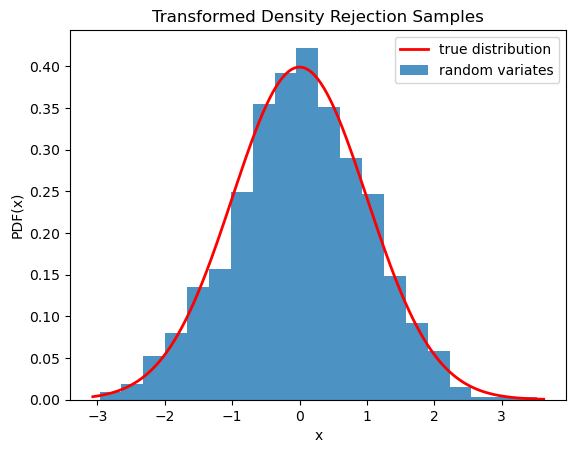 Transformed Density Rejection Samples
true distribution
random variates
PDF(x)
0.40
0.35
0.30
0.25
0.20
0.15
0.10
0.05
0.00
−3 −2 −1 0 1 2 3
x